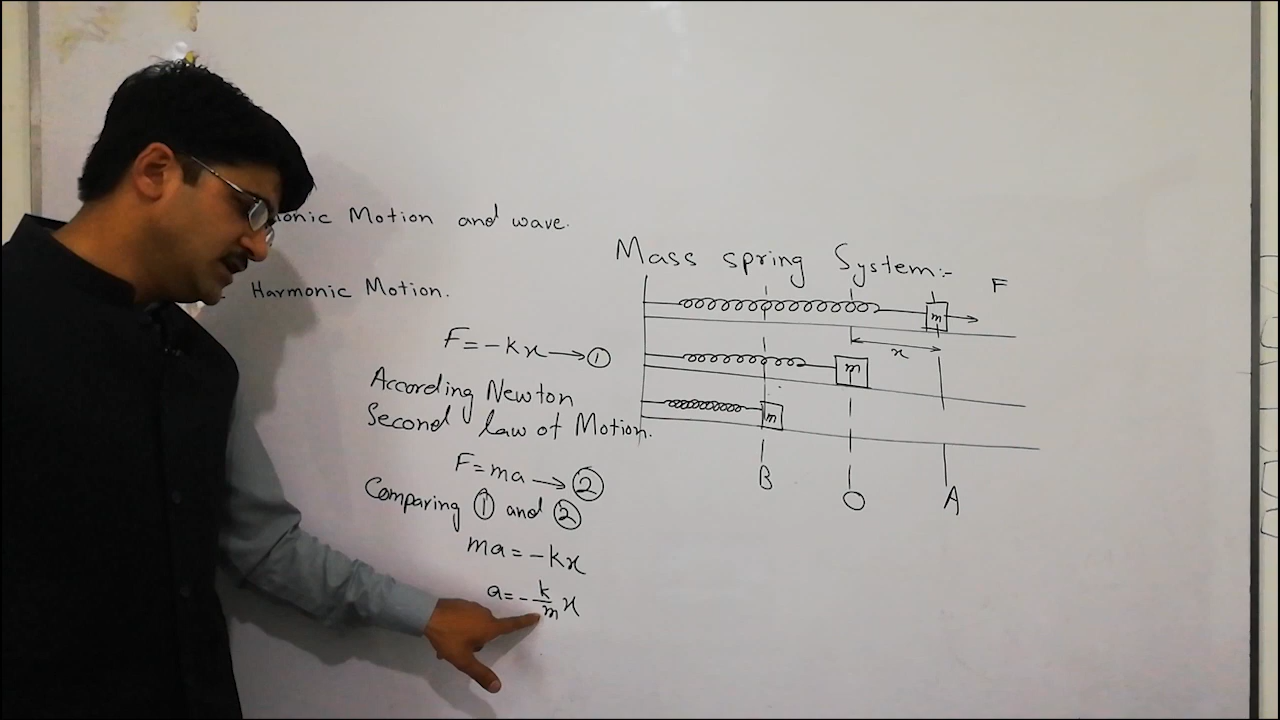 Motion and wave.
Harmonic Motion.
F = -kx → ①
According Newton
Second law of Motion.
F = ma → ②
Comparing ① and ②
ma = -kx
a = -k/m x
Mass spring System:-
F
m
x
m
m
B
O
A